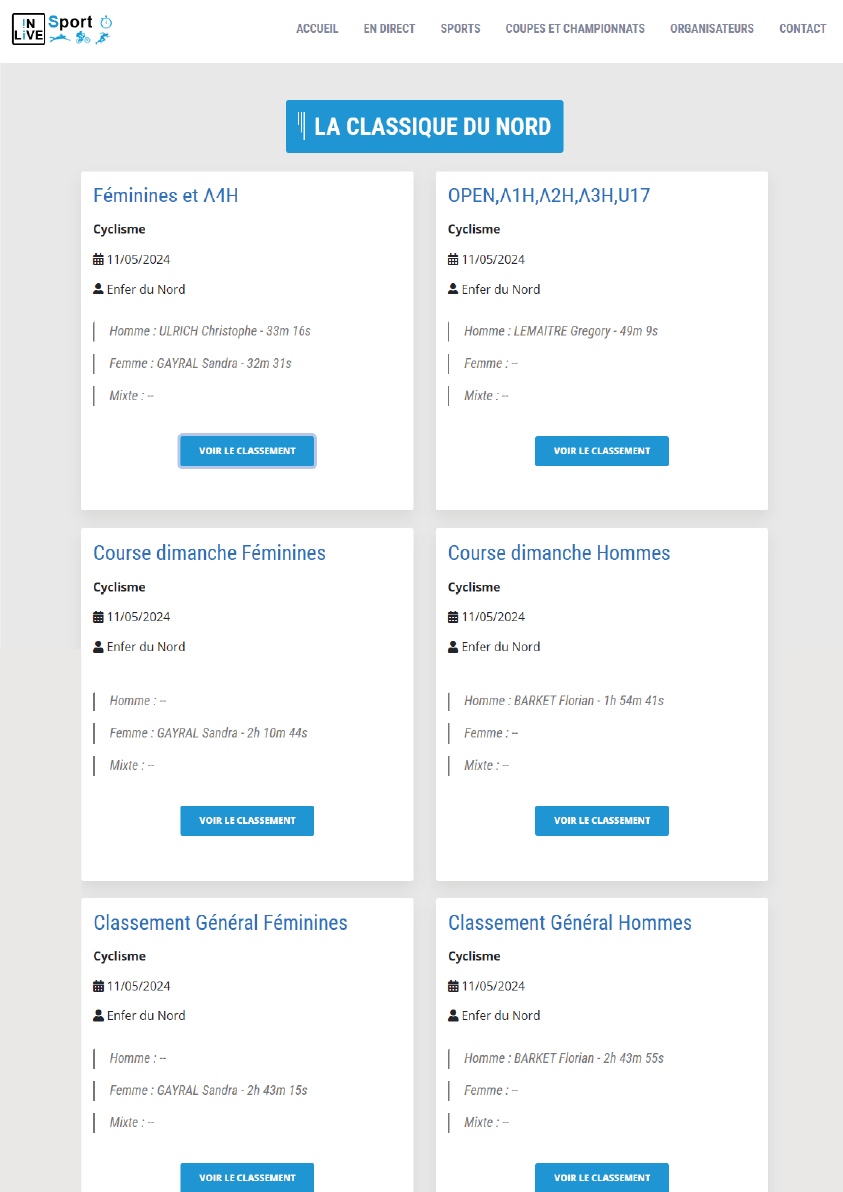 iN
LiVE
Sport
ACCUEIL
EN DIRECT
SPORTS
COUPES ET CHAMPIONNATS
ORGANISATEURS
CONTACT
LA CLASSIQUE DU NORD
Féminines et Λ4H
Cyclisme
11/05/2024
Enfer du Nord
Homme : ULRICH Christophe - 33m 16s
Femme : GAYRAL Sandra - 32m 31s
Mixte : --
VOIR LE CLASSEMENT
OPEN,Λ1H,Λ2H,Λ3H,U17
Cyclisme
11/05/2024
Enfer du Nord
Homme : LEMAITRE Gregory - 49m 9s
Femme : --
Mixte : --
VOIR LE CLASSEMENT
Course dimanche Féminines
Cyclisme
11/05/2024
Enfer du Nord
Homme : --
Femme : GAYRAL Sandra - 2h 10m 44s
Mixte : --
VOIR LE CLASSEMENT
Course dimanche Hommes
Cyclisme
11/05/2024
Enfer du Nord
Homme : BARKET Florian - 1h 54m 41s
Femme : --
Mixte : --
VOIR LE CLASSEMENT
Classement Général Féminines
Cyclisme
11/05/2024
Enfer du Nord
Homme : --
Femme : GAYRAL Sandra - 2h 43m 15s
Mixte : --
VOIR LE CLASSEMENT
Classement Général Hommes
Cyclisme
11/05/2024
Enfer du Nord
Homme : BARKET Florian - 2h 43m 55s
Femme : --
Mixte : --
VOIR LE CLASSEMENT